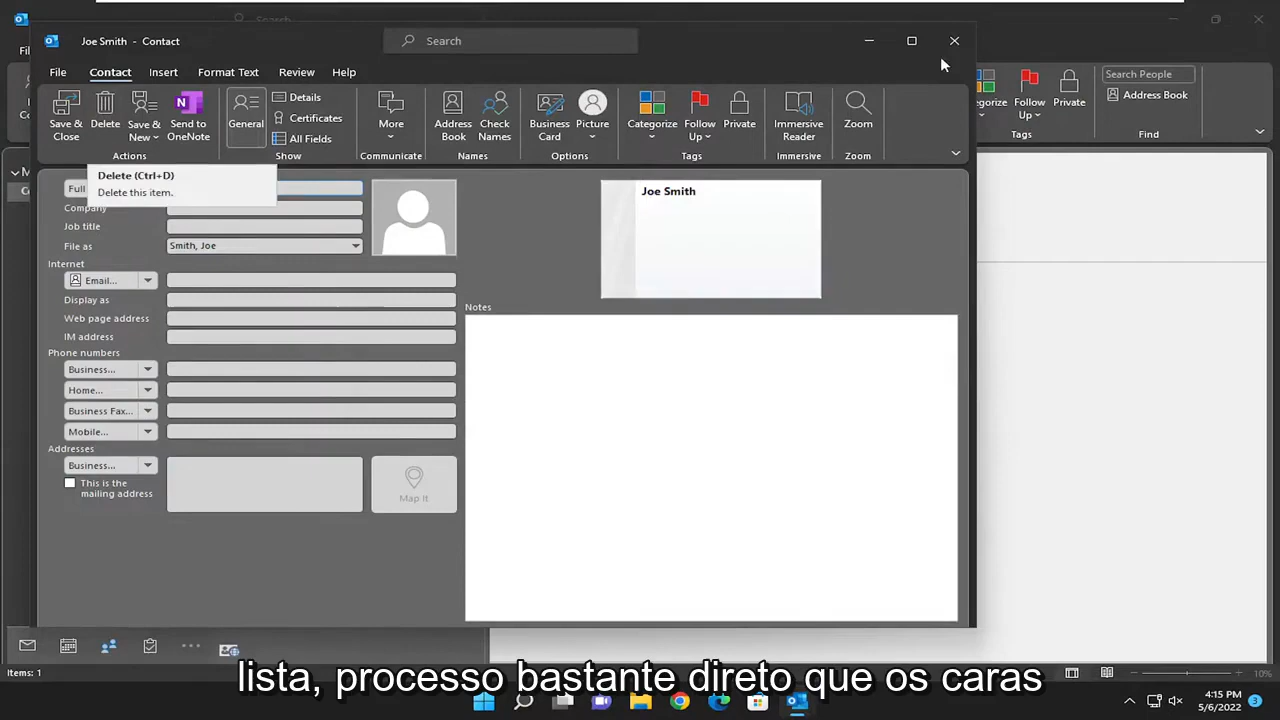 Joe Smith - Contact
Search
File Contact Insert Format Text Review Help
Save & Close
Delete
Save & New
Send to OneNote
Actions
General
Details
Certificates
All Fields
Show
More
Communicate
Address Book
Check Names
Names
Business Card
Picture
Options
Categorize
Follow Up
Private
Tags
Immersive Reader
Immersive
Zoom
Zoom
egorize
Follow Up
Private
Tags
Search People
Address Book
Find
Delete (Ctrl+D)
Delete this item.
Full
Company
Job title
File as Smith, Joe
Internet
Email...
Display as
Web page address
IM address
Phone numbers
Business...
Home...
Business Fax...
Mobile...
Addresses
Business...
This is the
mailing address
Map It
Joe Smith
Notes
Items: 1
10%
lista, processo bastante direto que os caras
4:15 PM
5/6/2022
3